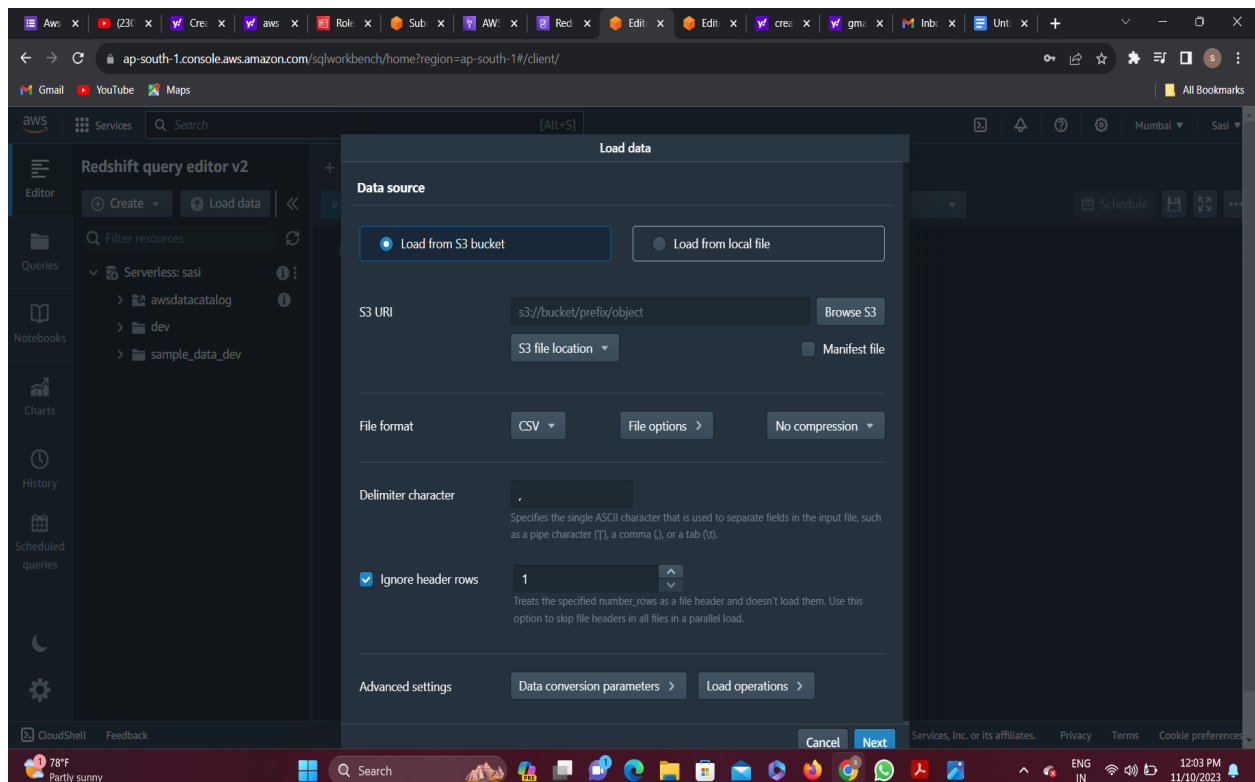 Aws
(230
Crea
aws
Role
Sub
AWS
Red
Edit
Edit
crea
gma
Inbo
Unti
ap-south-1.console.aws.amazon.com/sqlworkbench/home?region=ap-south-1#/client/
Gmail YouTube Maps All Bookmarks
aws Services Search [Alt+S] Mumbai Sasi
Load data
Editor
Redshift query editor v2
Create Load data
Schedule
Filter resources
Queries
Serverless: sasi
awsdatacatalog
dev
sample_data_dev
Notebooks
Charts
History
Scheduled
queries
Data source
Load from S3 bucket Load from local file
S3 URI s3://bucket/prefix/object Browse S3
S3 file location Manifest file
File format CSV File options No compression
Delimiter character ,
Specifies the single ASCII character that is used to separate fields in the input file, such
as a pipe character ('|'), a comma (,), or a tab (\t).
Ignore header rows 1
Treats the specified number_rows as a file header and doesn't load them. Use this
option to skip file headers in all files in a parallel load.
Advanced settings Data conversion parameters Load operations
Cancel Next
CloudShell Feedback Services, Inc. or its affiliates. Privacy Terms Cookie preferences
78°F
Partly sunny
Search
ENG
IN
12:03 PM
11/10/2023